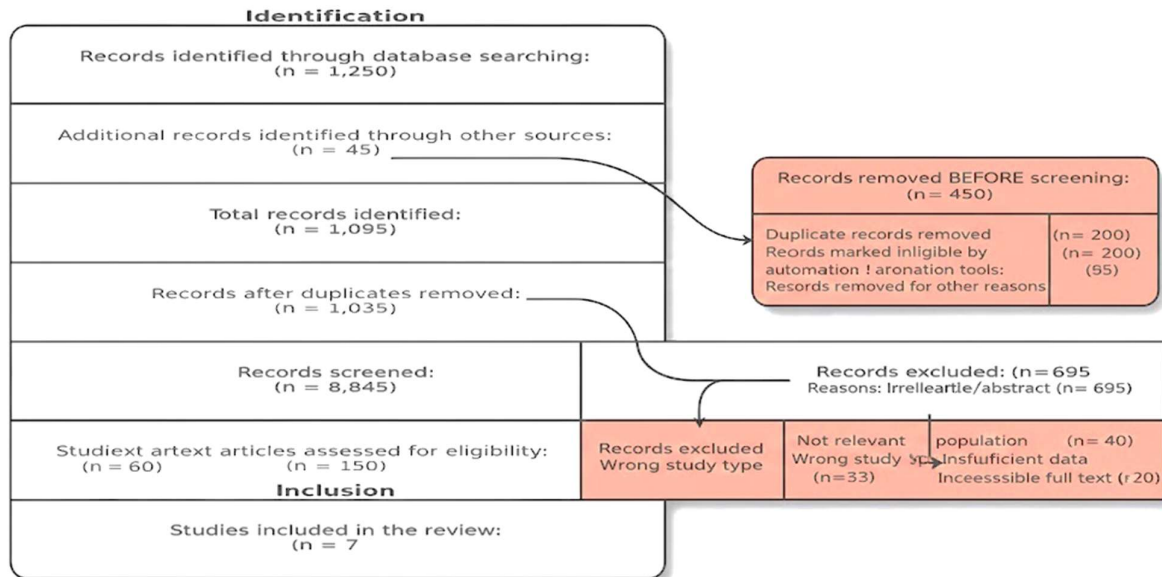 Identification
Records identified through database searching:
(n = 1,250)
Additional records identified through other sources:
(n = 45)
Records removed BEFORE screening:
(n = 450)
Total records identified:
(n = 1,095)
Duplicate records removed (n= 200)
Reords marked inligible by (n= 200)
automation ! aronation tools: (95)
Rescords removed for other reasons
Records after duplicates removed:
(n = 1,035)
Records screened:
(n = 8,845)
Records excluded: (n=695
Reasons: Irrelleartle/abstract (n= 695)
Studiext artext articles assessed for eligibility:
(n = 60) (n = 150)
Records excluded
Wrong study type
Not relevant population (n= 40)
Wrong study Insfuficient data
(n=33) Inceesssible full text (r20)
Inclusion
Studies included in the review:
(n = 7